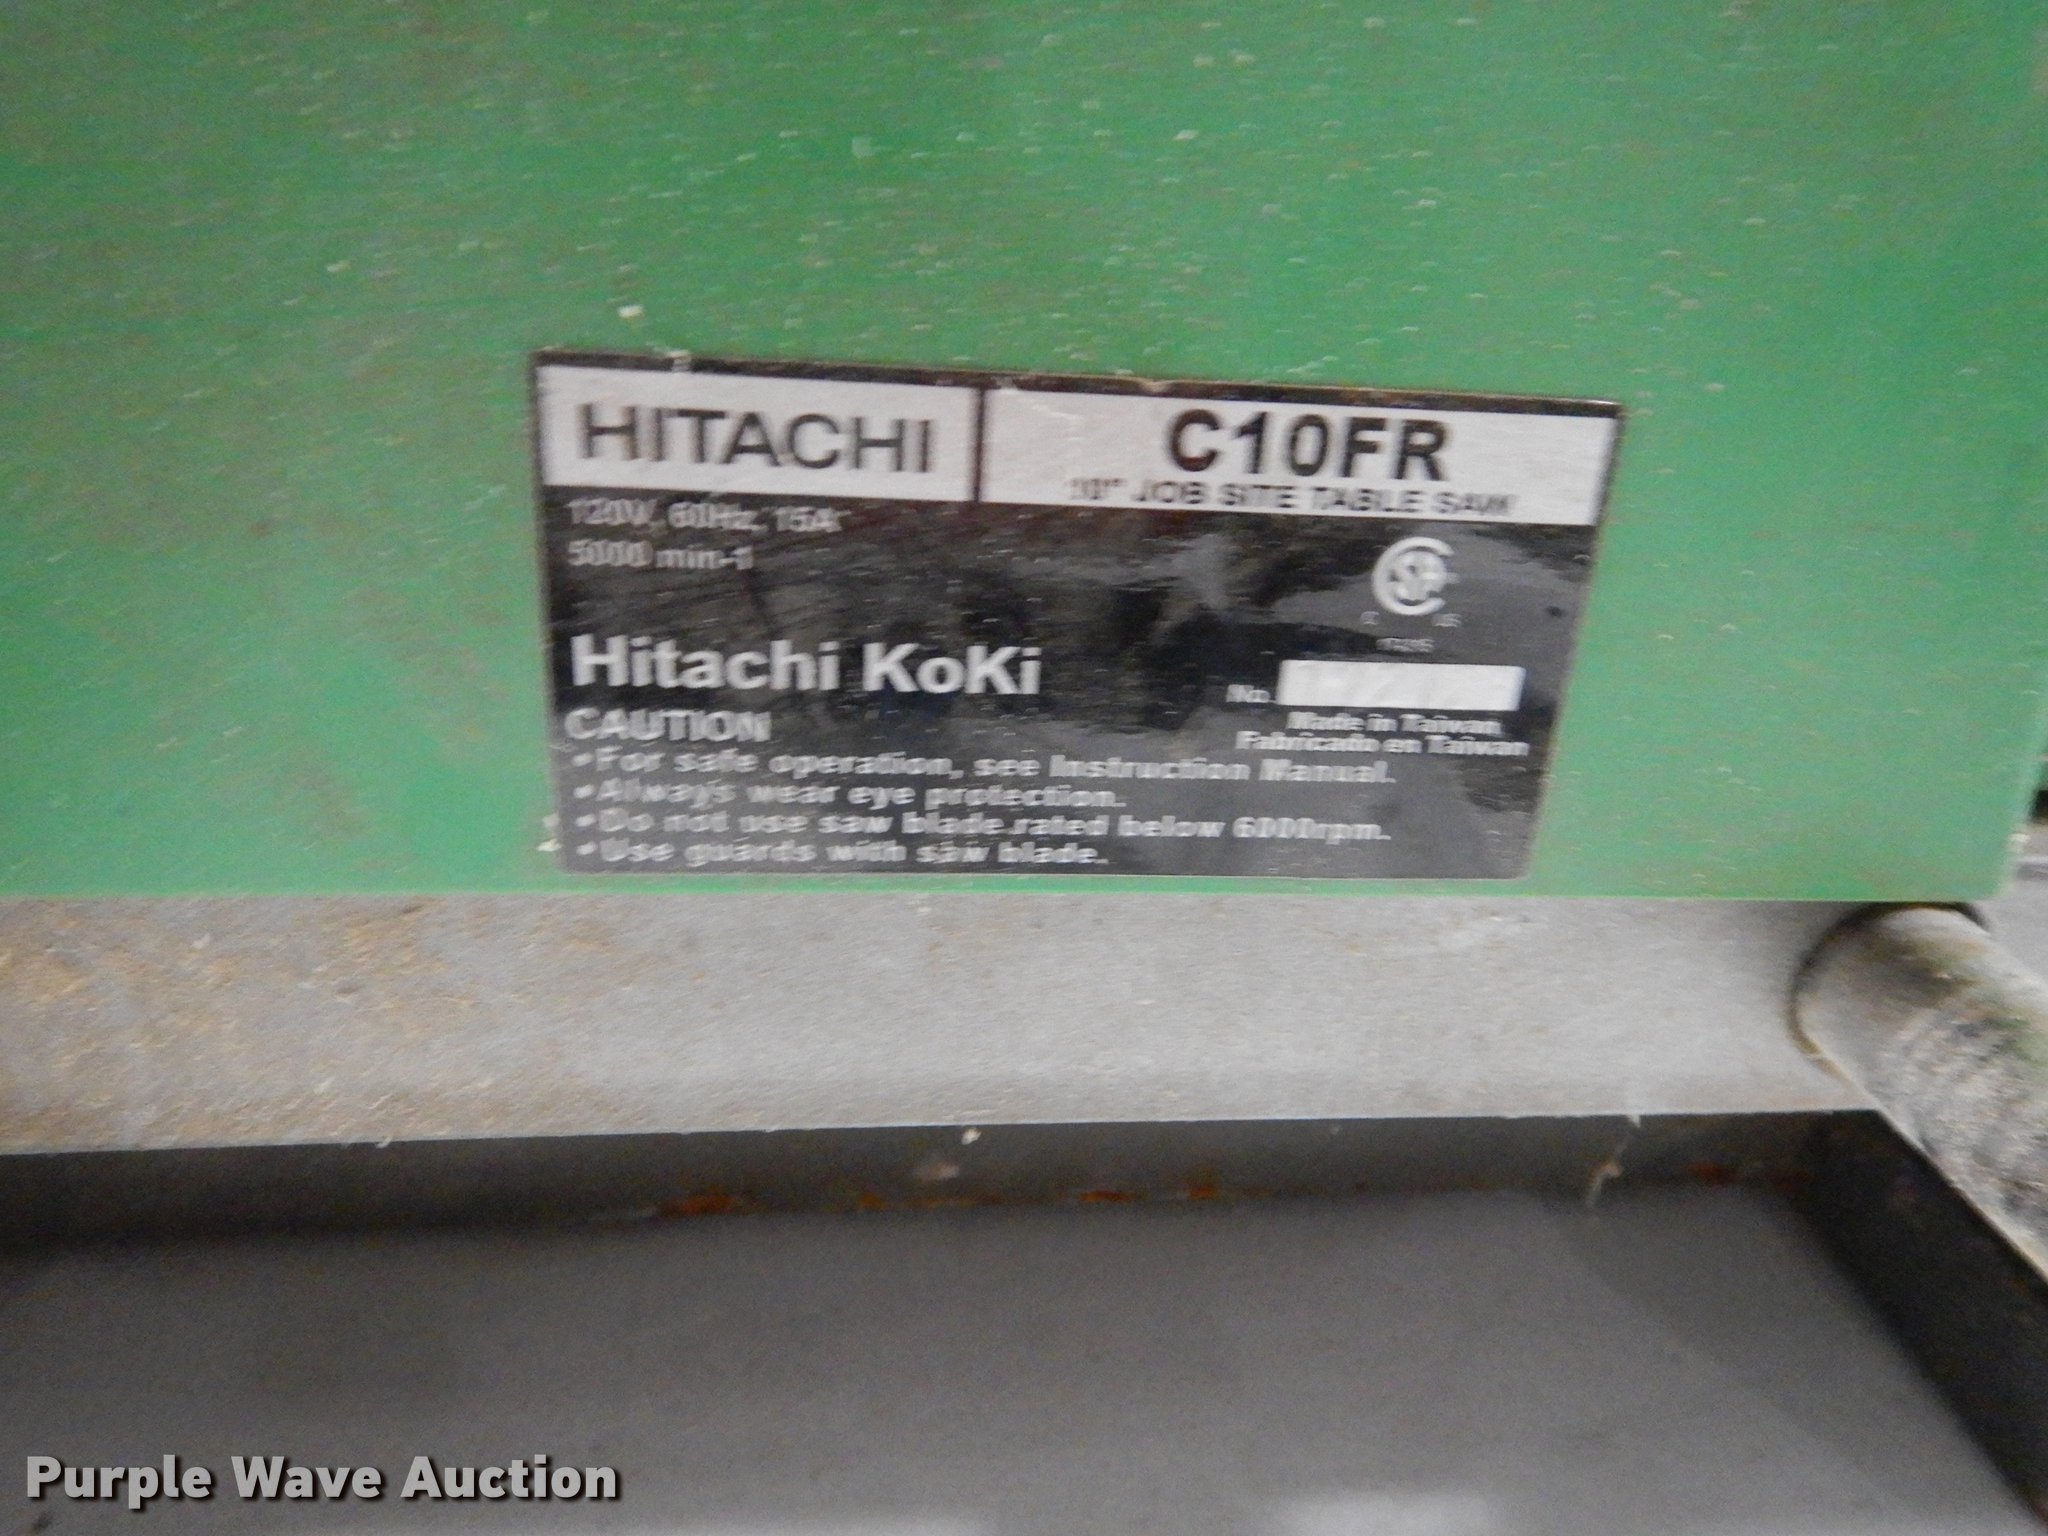 HITACHI
C10FR
10" JOB SITE TABLE SAW
120V, 60Hz, 15A
5000 min-1
Hitachi KoKi
No.
Made in Taiwan
Fabricado en Taiwan
CAUTION
•For safe operation, see Instruction Manual.
•Always wear eye protection.
•Do not use saw blade rated below 6000rpm.
•Use guards with saw blade.
Purple Wave Auction